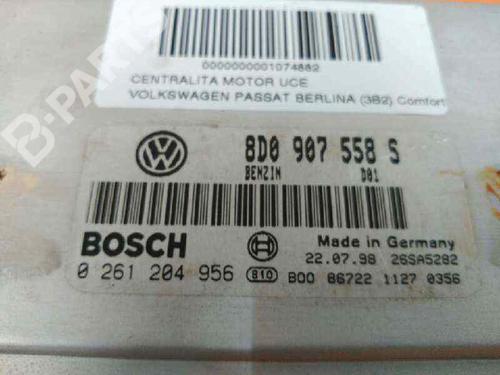 B-PARTS
0000000001074882
CENTRALITA MOTOR UCE
VOLKSWAGEN PASSAT BERLINA (3B2) Comfort
8D0 907 558 S
BENZIN D01
BOSCH
Made in Germany
22.07.98 26SA5282
0 261 204 956 810 B00 86722 1127 0356